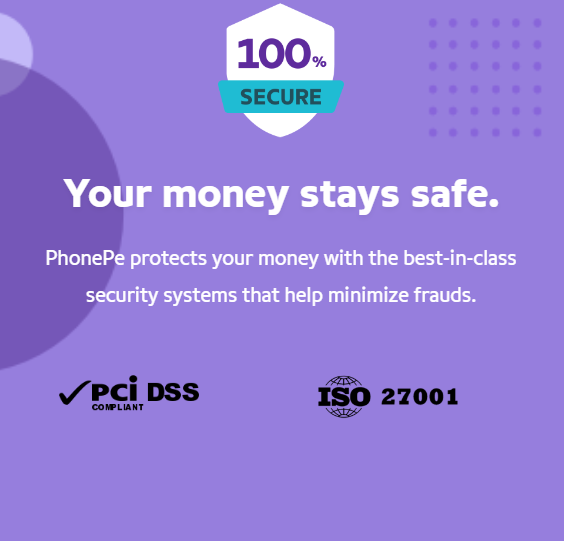 100%
SECURE
Your money stays safe.
PhonePe protects your money with the best-in-class
security systems that help minimize frauds.
PCi DSS
COMPLIANT
ISO 27001